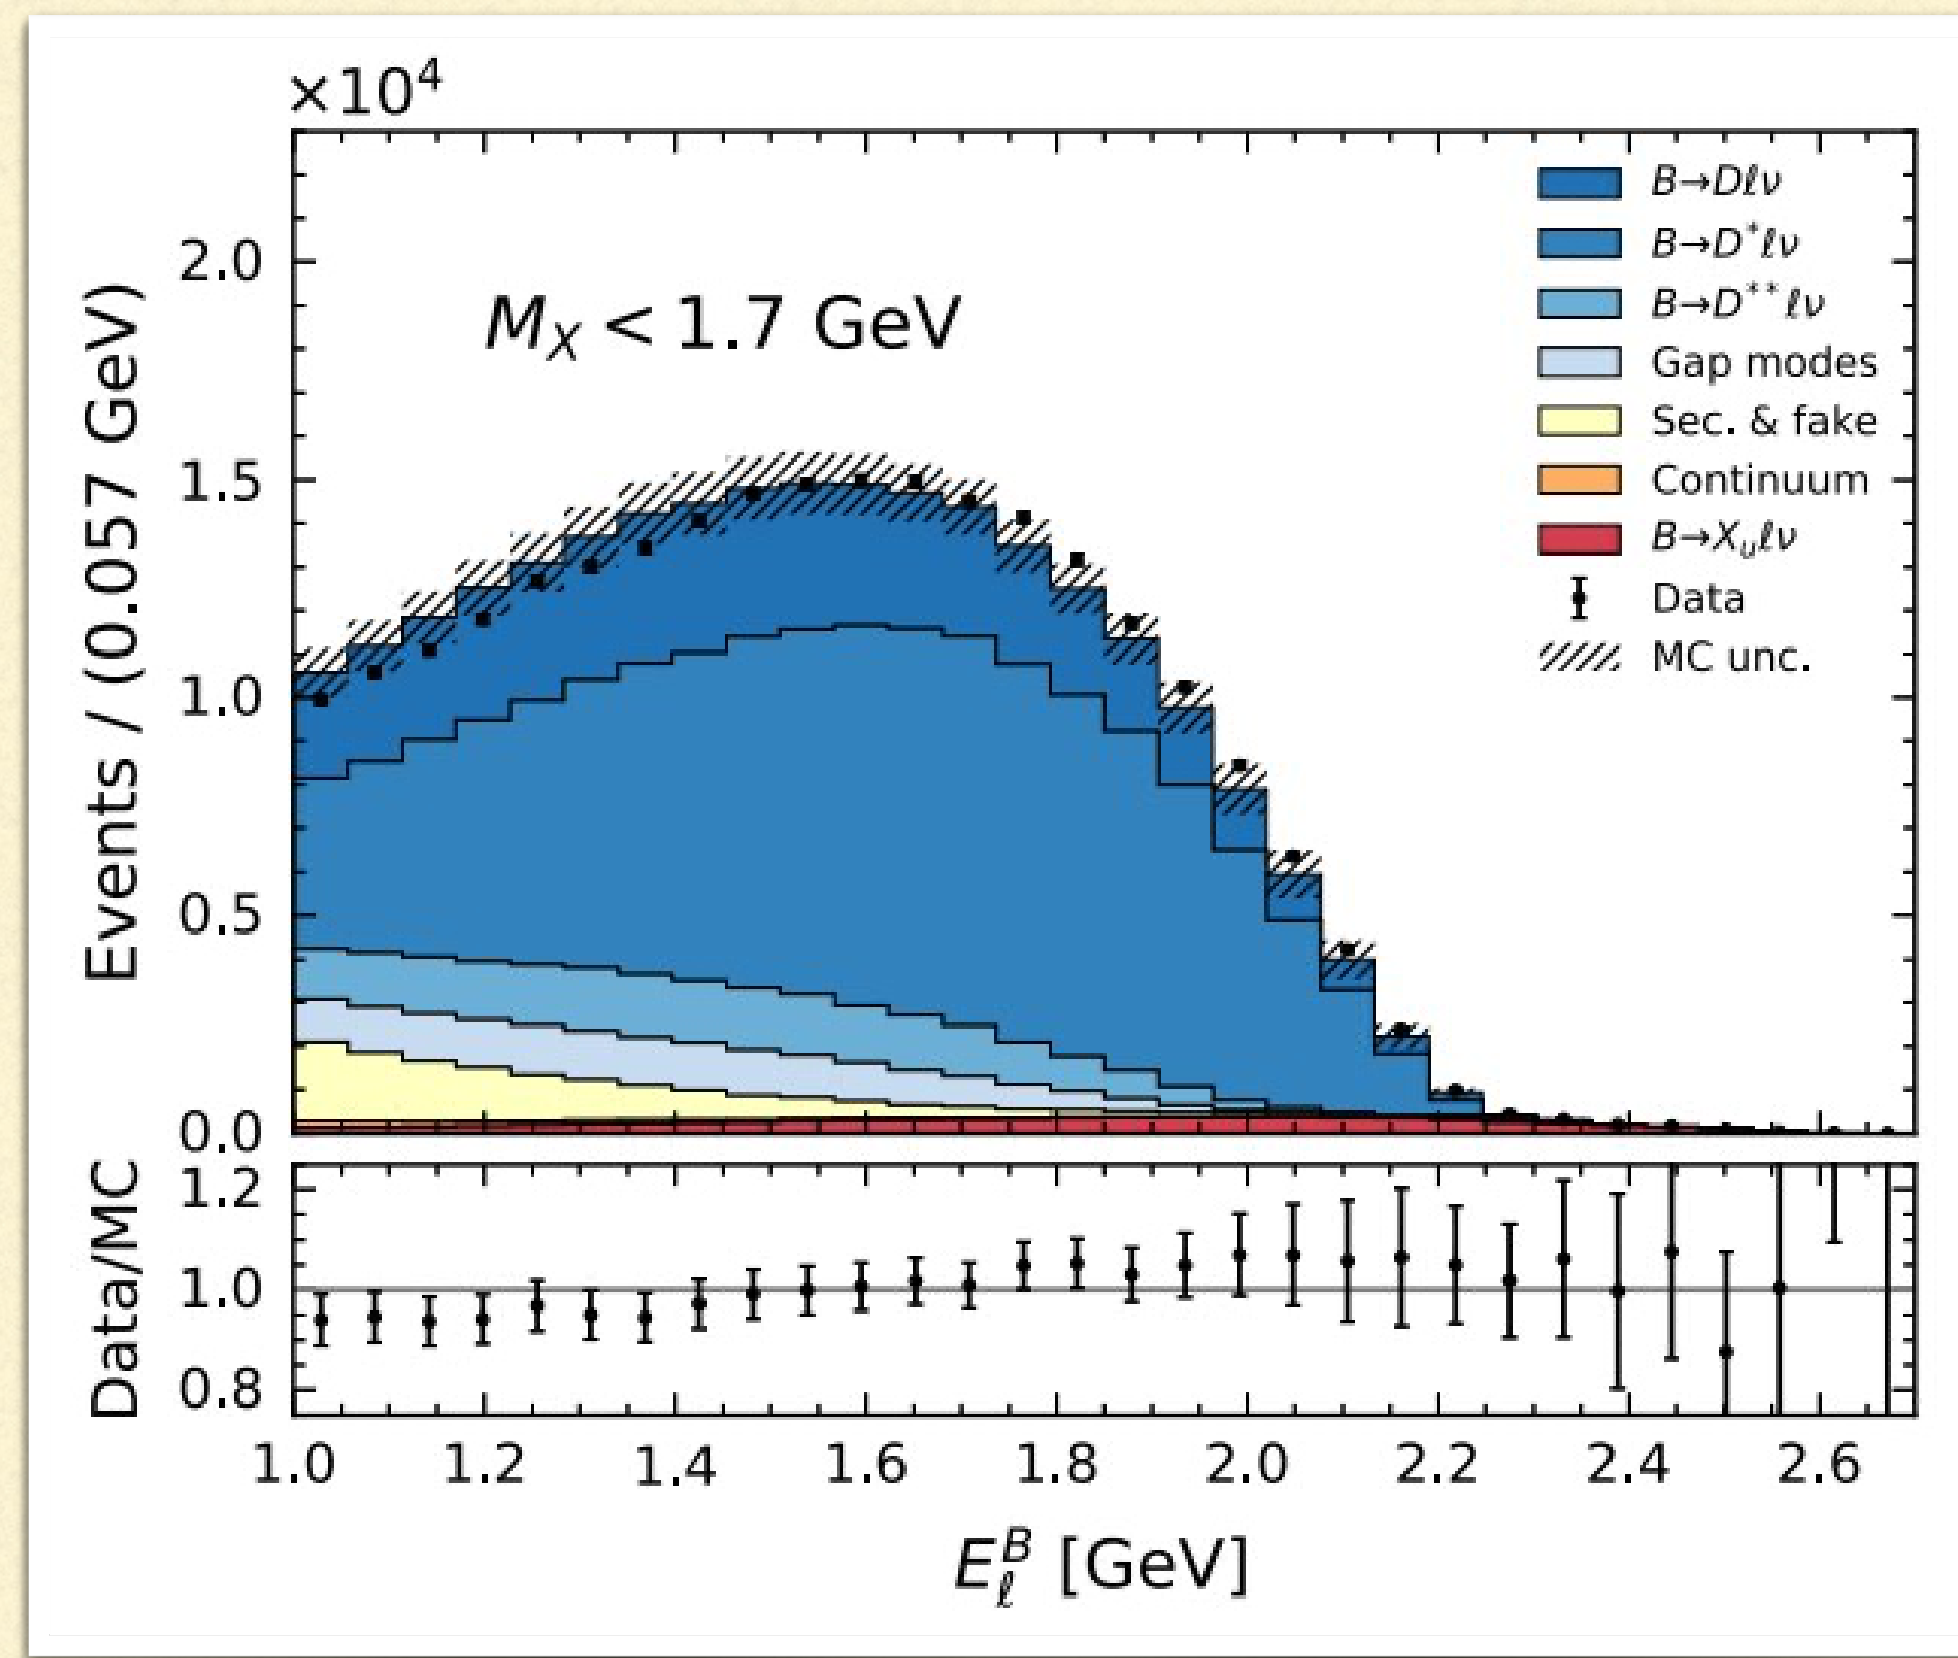 ×10⁴
Events / (0.057 GeV)
2.0
1.5
1.0
0.5
0.0
M_X < 1.7 GeV
B→Dℓν
B→D*ℓν
B→D**ℓν
Gap modes
Sec. & fake
Continuum
B→X_uℓν
Data
MC unc.
Data/MC
1.2
1.0
0.8
1.0 1.2 1.4 1.6 1.8 2.0 2.2 2.4 2.6
E_ℓ^B [GeV]